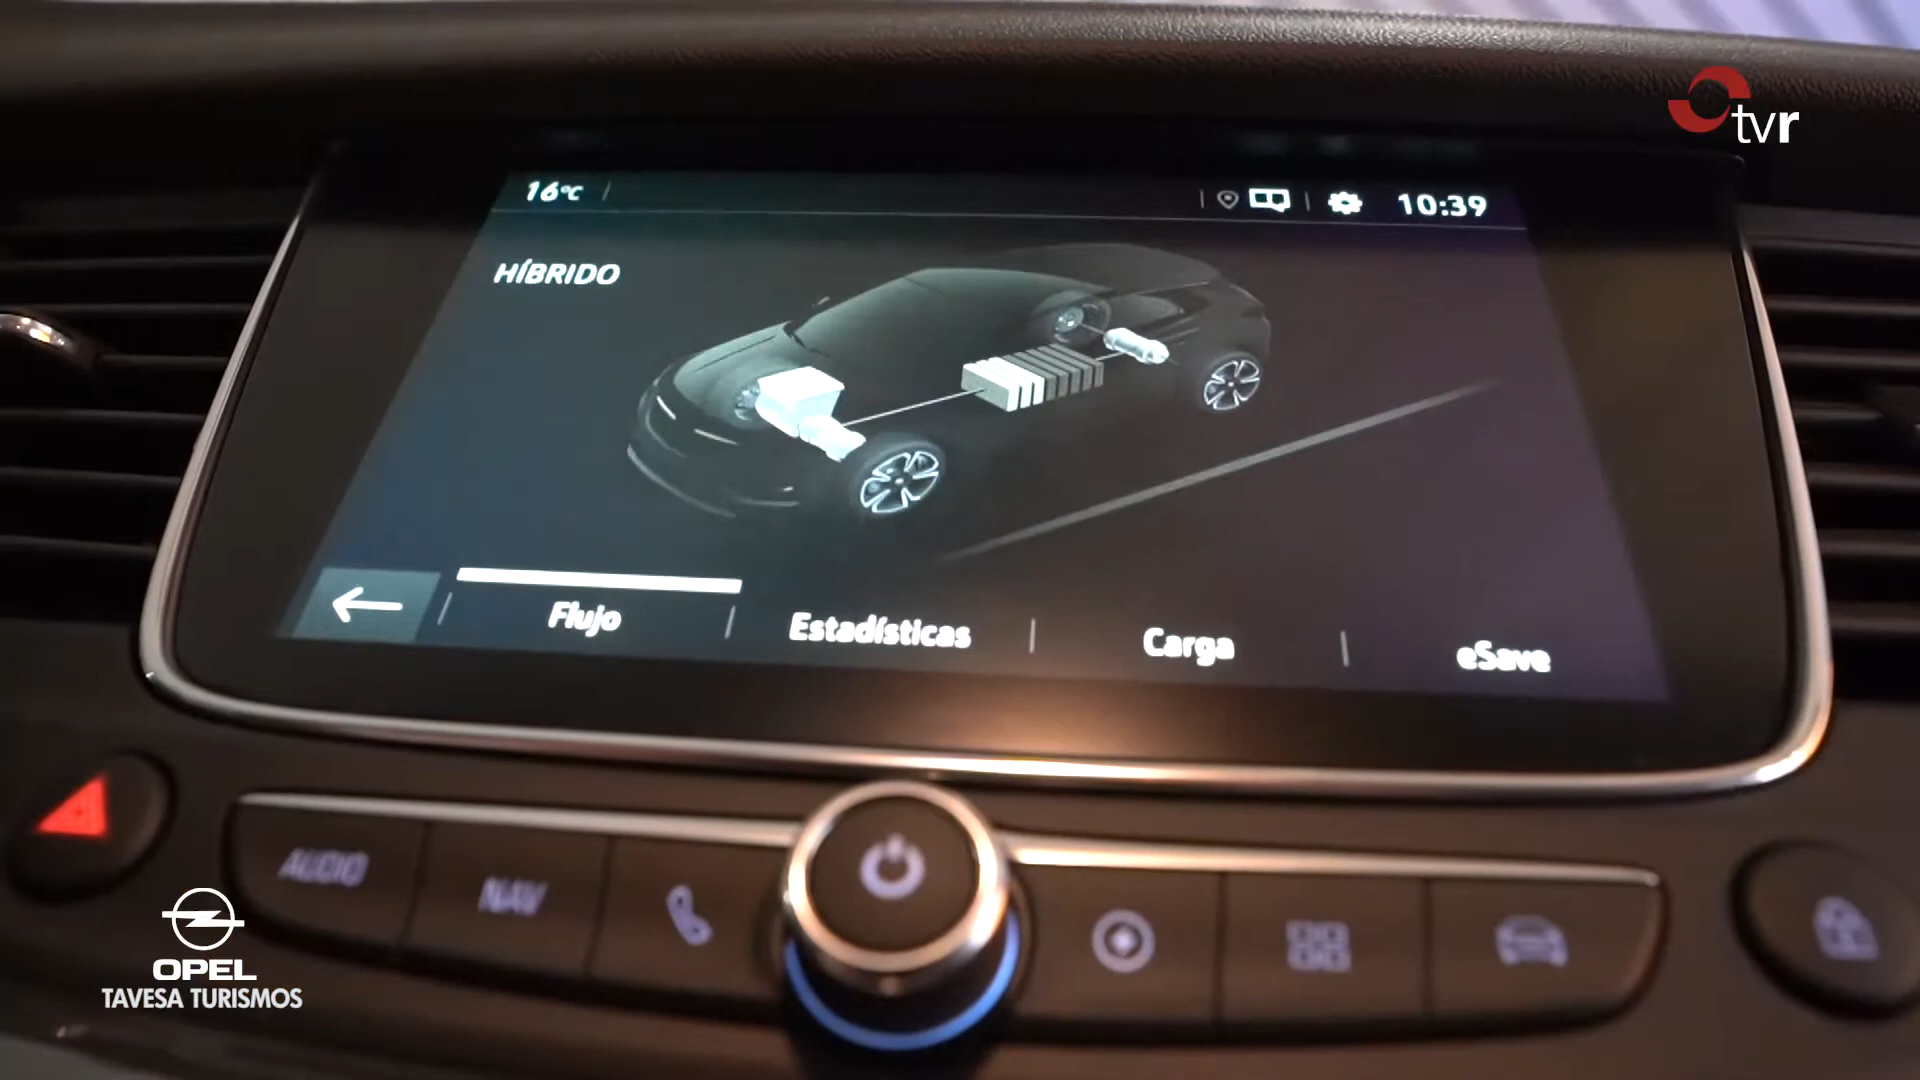 tvr
16°C
10:39
HÍBRIDO
Flujo
Estadísticas
Carga
eSave
AUDIO
NAV
OPEL
TAVESA TURISMOS